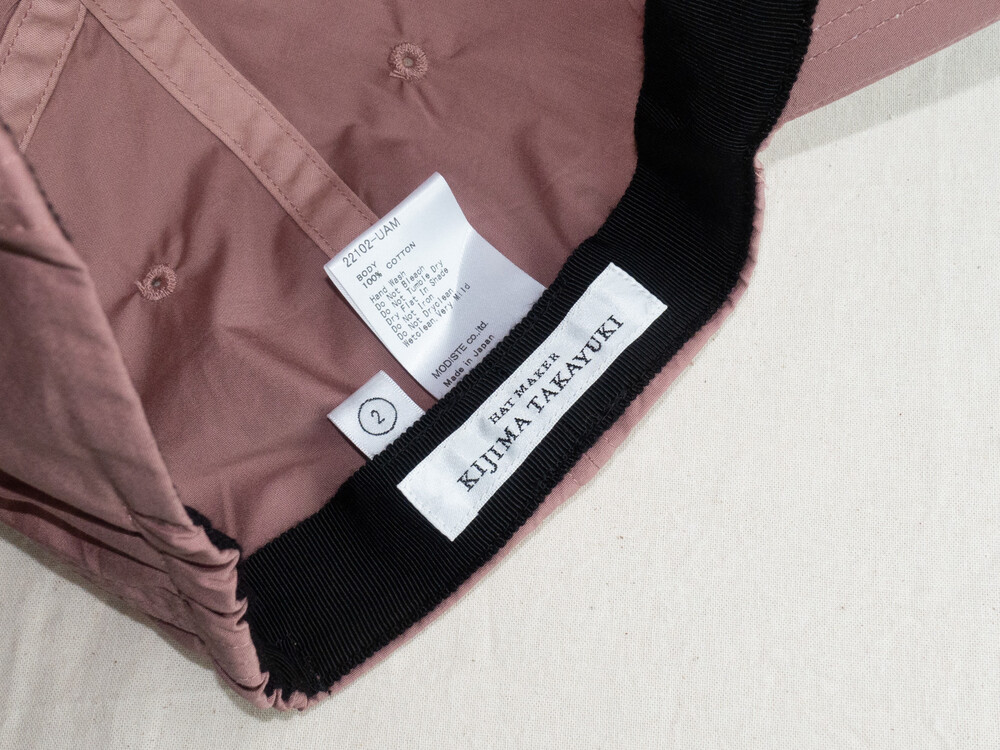 22102-UAM
BODY
100% COTTON
Hand Wash
Do Not Bleach
Do Not Tumble Dry
Dry Flat In Shade
Do Not Iron
Do Not Dryclean
Wetclean Very Mild
MODISTE co.,ltd.
Made in Japan
2
HAT MAKER
KIJIMA TAKAYUKI